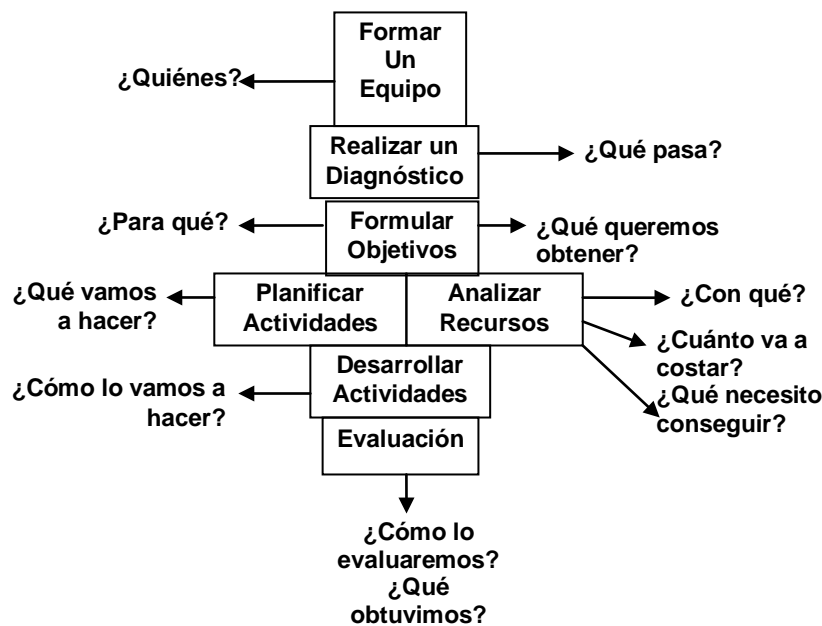 Formar
Un
Equipo
¿Quiénes?
Realizar un
Diagnóstico
¿Qué pasa?
¿Para qué?
Formular
Objetivos
¿Qué queremos
obtener?
¿Qué vamos
a hacer?
Planificar
Actividades
Analizar
Recursos
¿Con qué?
¿Cuánto va a
costar?
¿Qué necesito
conseguir?
Desarrollar
Actividades
¿Cómo lo vamos a
hacer?
Evaluación
¿Cómo lo
evaluaremos?
¿Qué
obtuvimos?